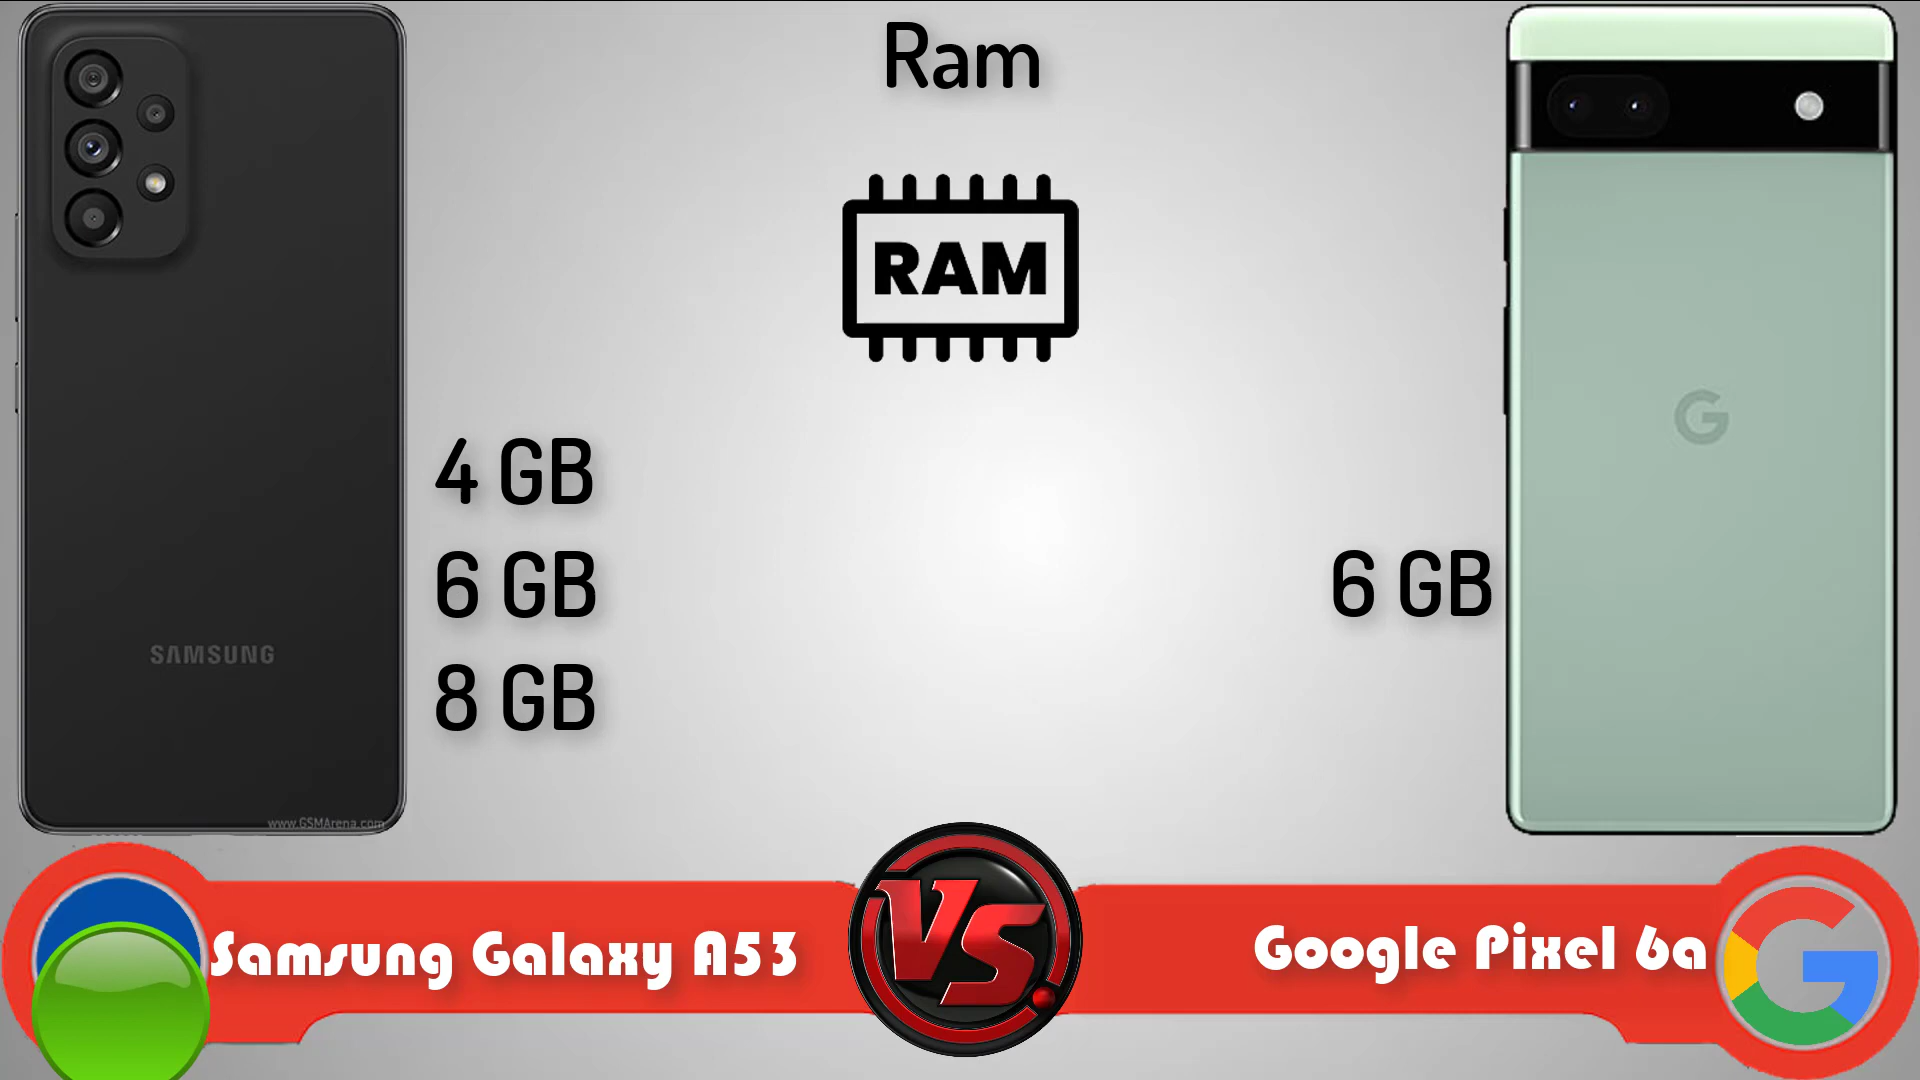 Ram
RAM
4 GB
6 GB
8 GB
6 GB
SAMSUNG
G
www.GSMArena.com
Samsung Galaxy A53
VS
Google Pixel 6a
G